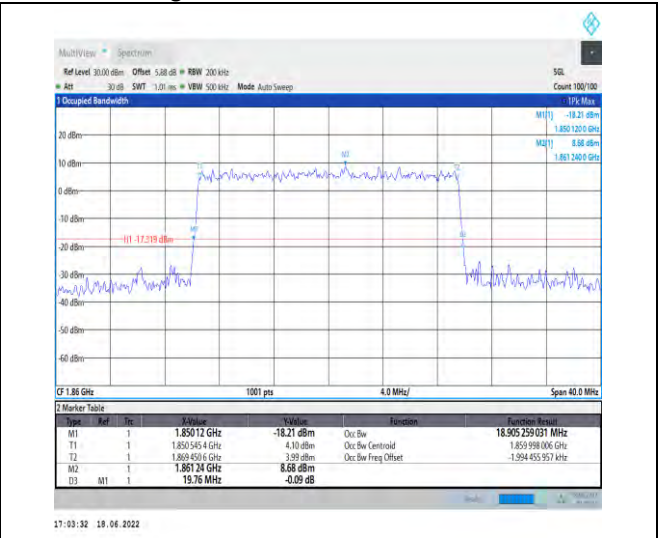 MultiView Spectrum
Ref Level 30.00 dBm Offset 5.88 dB RBW 200 kHz SGL
Att 30 dB SWT 1.01 ms VBW 500 kHz Mode Auto Sweep Count 100/100
1 Occupied Bandwidth 1Pk Max
M1[1] -18.21 dBm
1.850 120 0 GHz
20 dBm M2[1] 8.68 dBm
1.861 240 0 GHz
M2
10 dBm
0 dBm
-10 dBm
H1 -17.319 dBm
-20 dBm
-30 dBm
-40 dBm
-50 dBm
-60 dBm
CF 1.86 GHz 1001 pts 4.0 MHz/ Span 40.0 MHz
2 Marker Table
Type Ref Trc X-Value Y-Value Function Function Result
M1 1 1.85012 GHz -18.21 dBm Occ Bw 18.905 259 031 MHz
T1 1 1.850 545 4 GHz 4.10 dBm Occ Bw Centroid 1.859 998 006 GHz
T2 1 1.869 450 6 GHz 3.99 dBm Occ Bw Freq Offset -1.994 455 957 kHz
M2 1 1.861 24 GHz 8.68 dBm
D3 M1 1 19.76 MHz -0.09 dB
17:03:32 18.06.2022